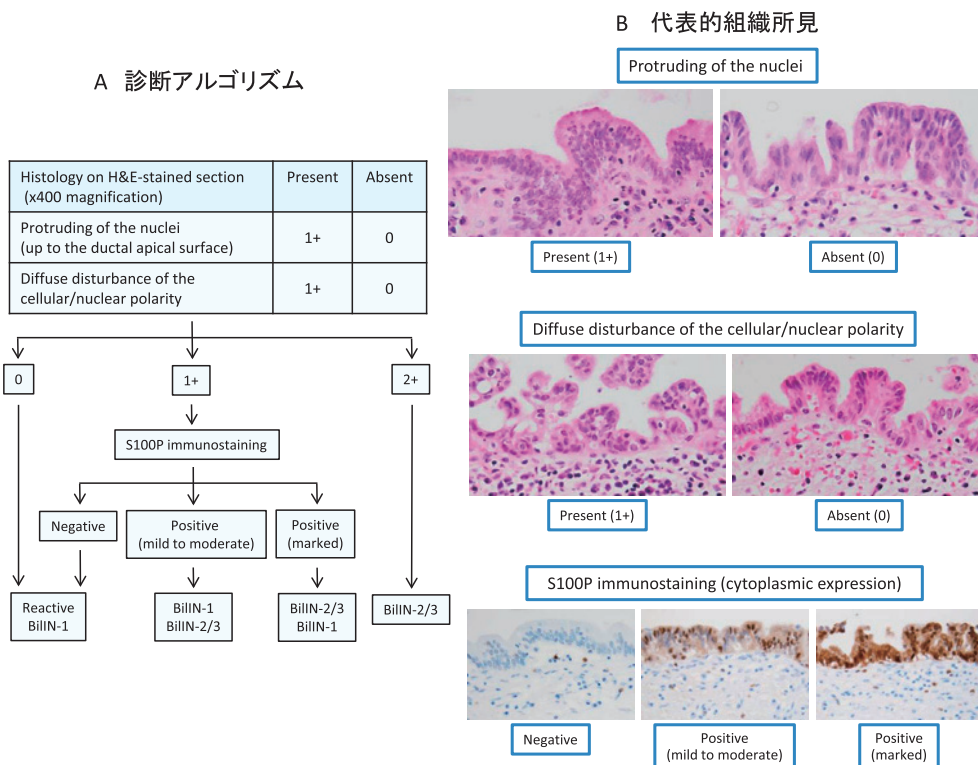 A 診断アルゴリズム
Histology on H&E-stained section Present Absent
(x400 magnification)
Protruding of the nuclei
(up to the ductal apical surface) 1+ 0
Diffuse disturbance of the
cellular/nuclear polarity 1+ 0
0 1+ 2+
S100P immunostaining
Negative Positive Positive
(mild to moderate) (marked)
Reactive BilIN-1 BilIN-2/3 BilIN-2/3
BilIN-1 BilIN-2/3 BilIN-1
B 代表的組織所見
Protruding of the nuclei
Present (1+) Absent (0)
Diffuse disturbance of the cellular/nuclear polarity
Present (1+) Absent (0)
S100P immunostaining (cytoplasmic expression)
Negative Positive Positive
(mild to moderate) (marked)